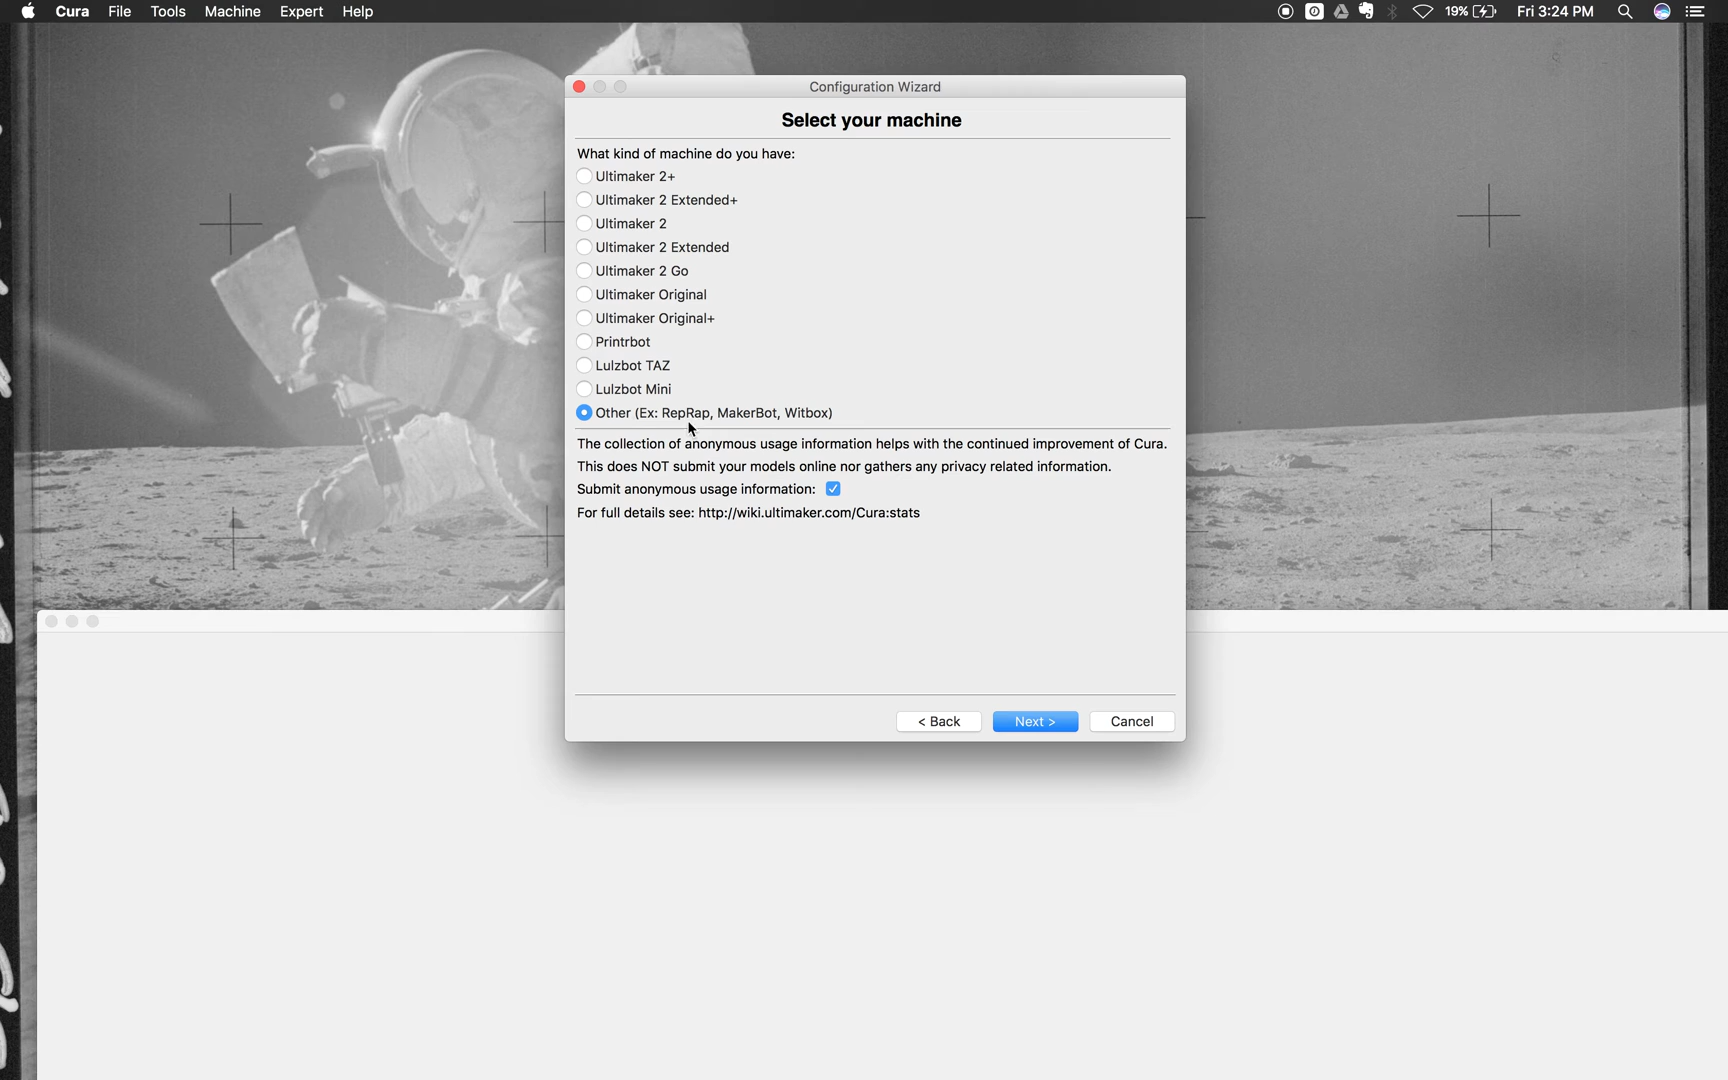 Cura File Tools Machine Expert Help 19% Fri 3:24 PM
Configuration Wizard
Select your machine
What kind of machine do you have:
Ultimaker 2+
Ultimaker 2 Extended+
Ultimaker 2
Ultimaker 2 Extended
Ultimaker 2 Go
Ultimaker Original
Ultimaker Original+
Printrbot
Lulzbot TAZ
Lulzbot Mini
Other (Ex: RepRap, MakerBot, Witbox)
The collection of anonymous usage information helps with the continued improvement of Cura.
This does NOT submit your models online nor gathers any privacy related information.
Submit anonymous usage information:
For full details see: http://wiki.ultimaker.com/Cura:stats
< Back Next > Cancel